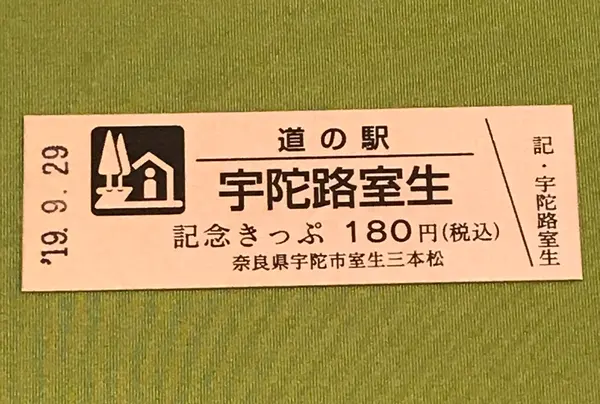 '19. 9. 29
道の駅
宇陀路室生
記念きっぷ 180円(税込)
奈良県宇陀市室生三本松
記・宇陀路室生